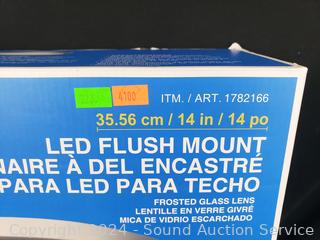 4100
ITM. / ART. 1782166
35.56 cm / 14 in / 14 po
LED FLUSH MOUNT
NAIRE À DEL ENCASTRÉ
PARA LED PARA TECHO
FROSTED GLASS LENS
LENTILLE EN VERRE GIVRÉ
MICA DE VIDRIO ESCARCHADO
2024 - Sound Auction Service